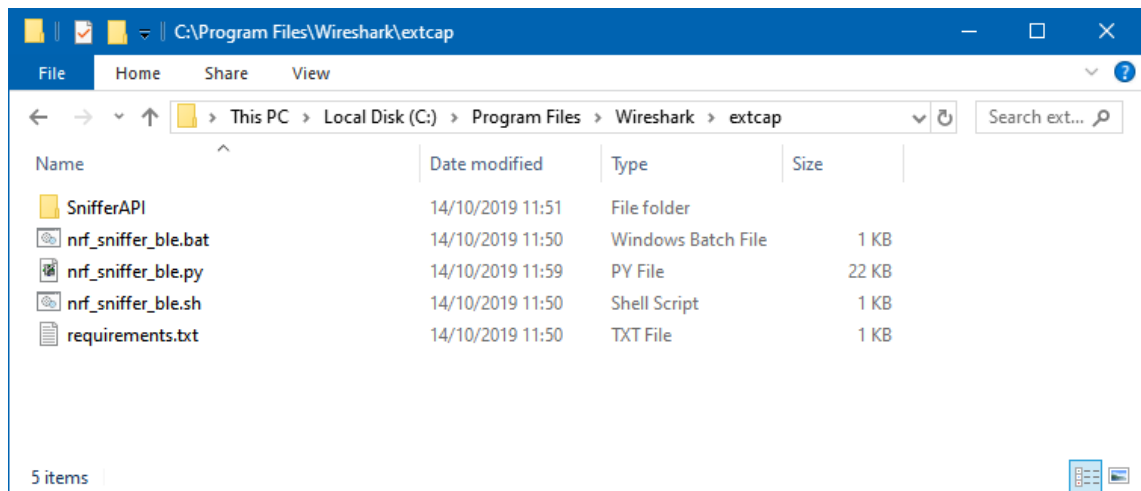 C:\Program Files\Wireshark\extcap
File Home Share View
This PC > Local Disk (C:) > Program Files > Wireshark > extcap Search ext...
Name Date modified Type Size
SnifferAPI 14/10/2019 11:51 File folder
nrf_sniffer_ble.bat 14/10/2019 11:50 Windows Batch File 1 KB
nrf_sniffer_ble.py 14/10/2019 11:59 PY File 22 KB
nrf_sniffer_ble.sh 14/10/2019 11:50 Shell Script 1 KB
requirements.txt 14/10/2019 11:50 TXT File 1 KB
5 items